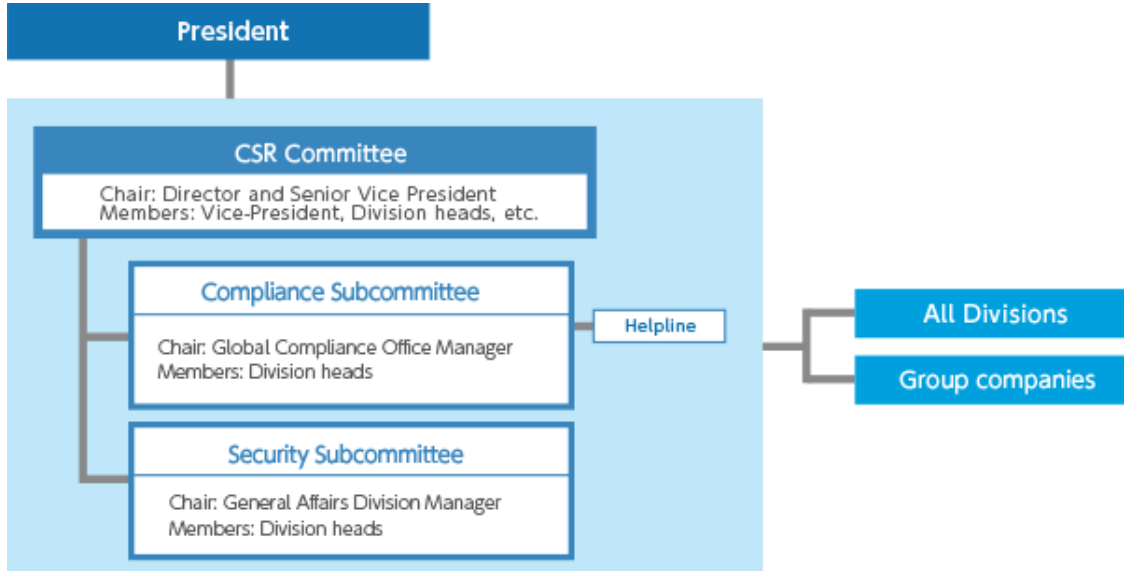 President
CSR Committee
Chair: Director and Senior Vice President
Members: Vice-President, Division heads, etc.
Compliance Subcommittee
Chair: Global Compliance Office Manager
Members: Division heads
Helpline
Security Subcommittee
Chair: General Affairs Division Manager
Members: Division heads
All Divisions
Group companies